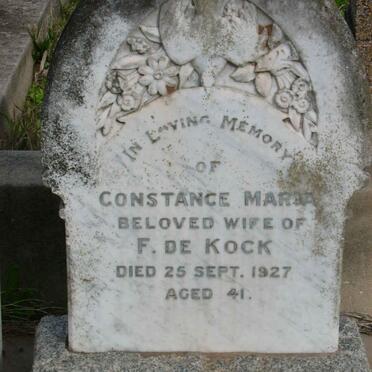 IN LOVING MEMORY
OF
CONSTANCE MARIA
BELOVED WIFE OF
F. DE KOCK
DIED 25 SEPT. 1927
AGED 41.